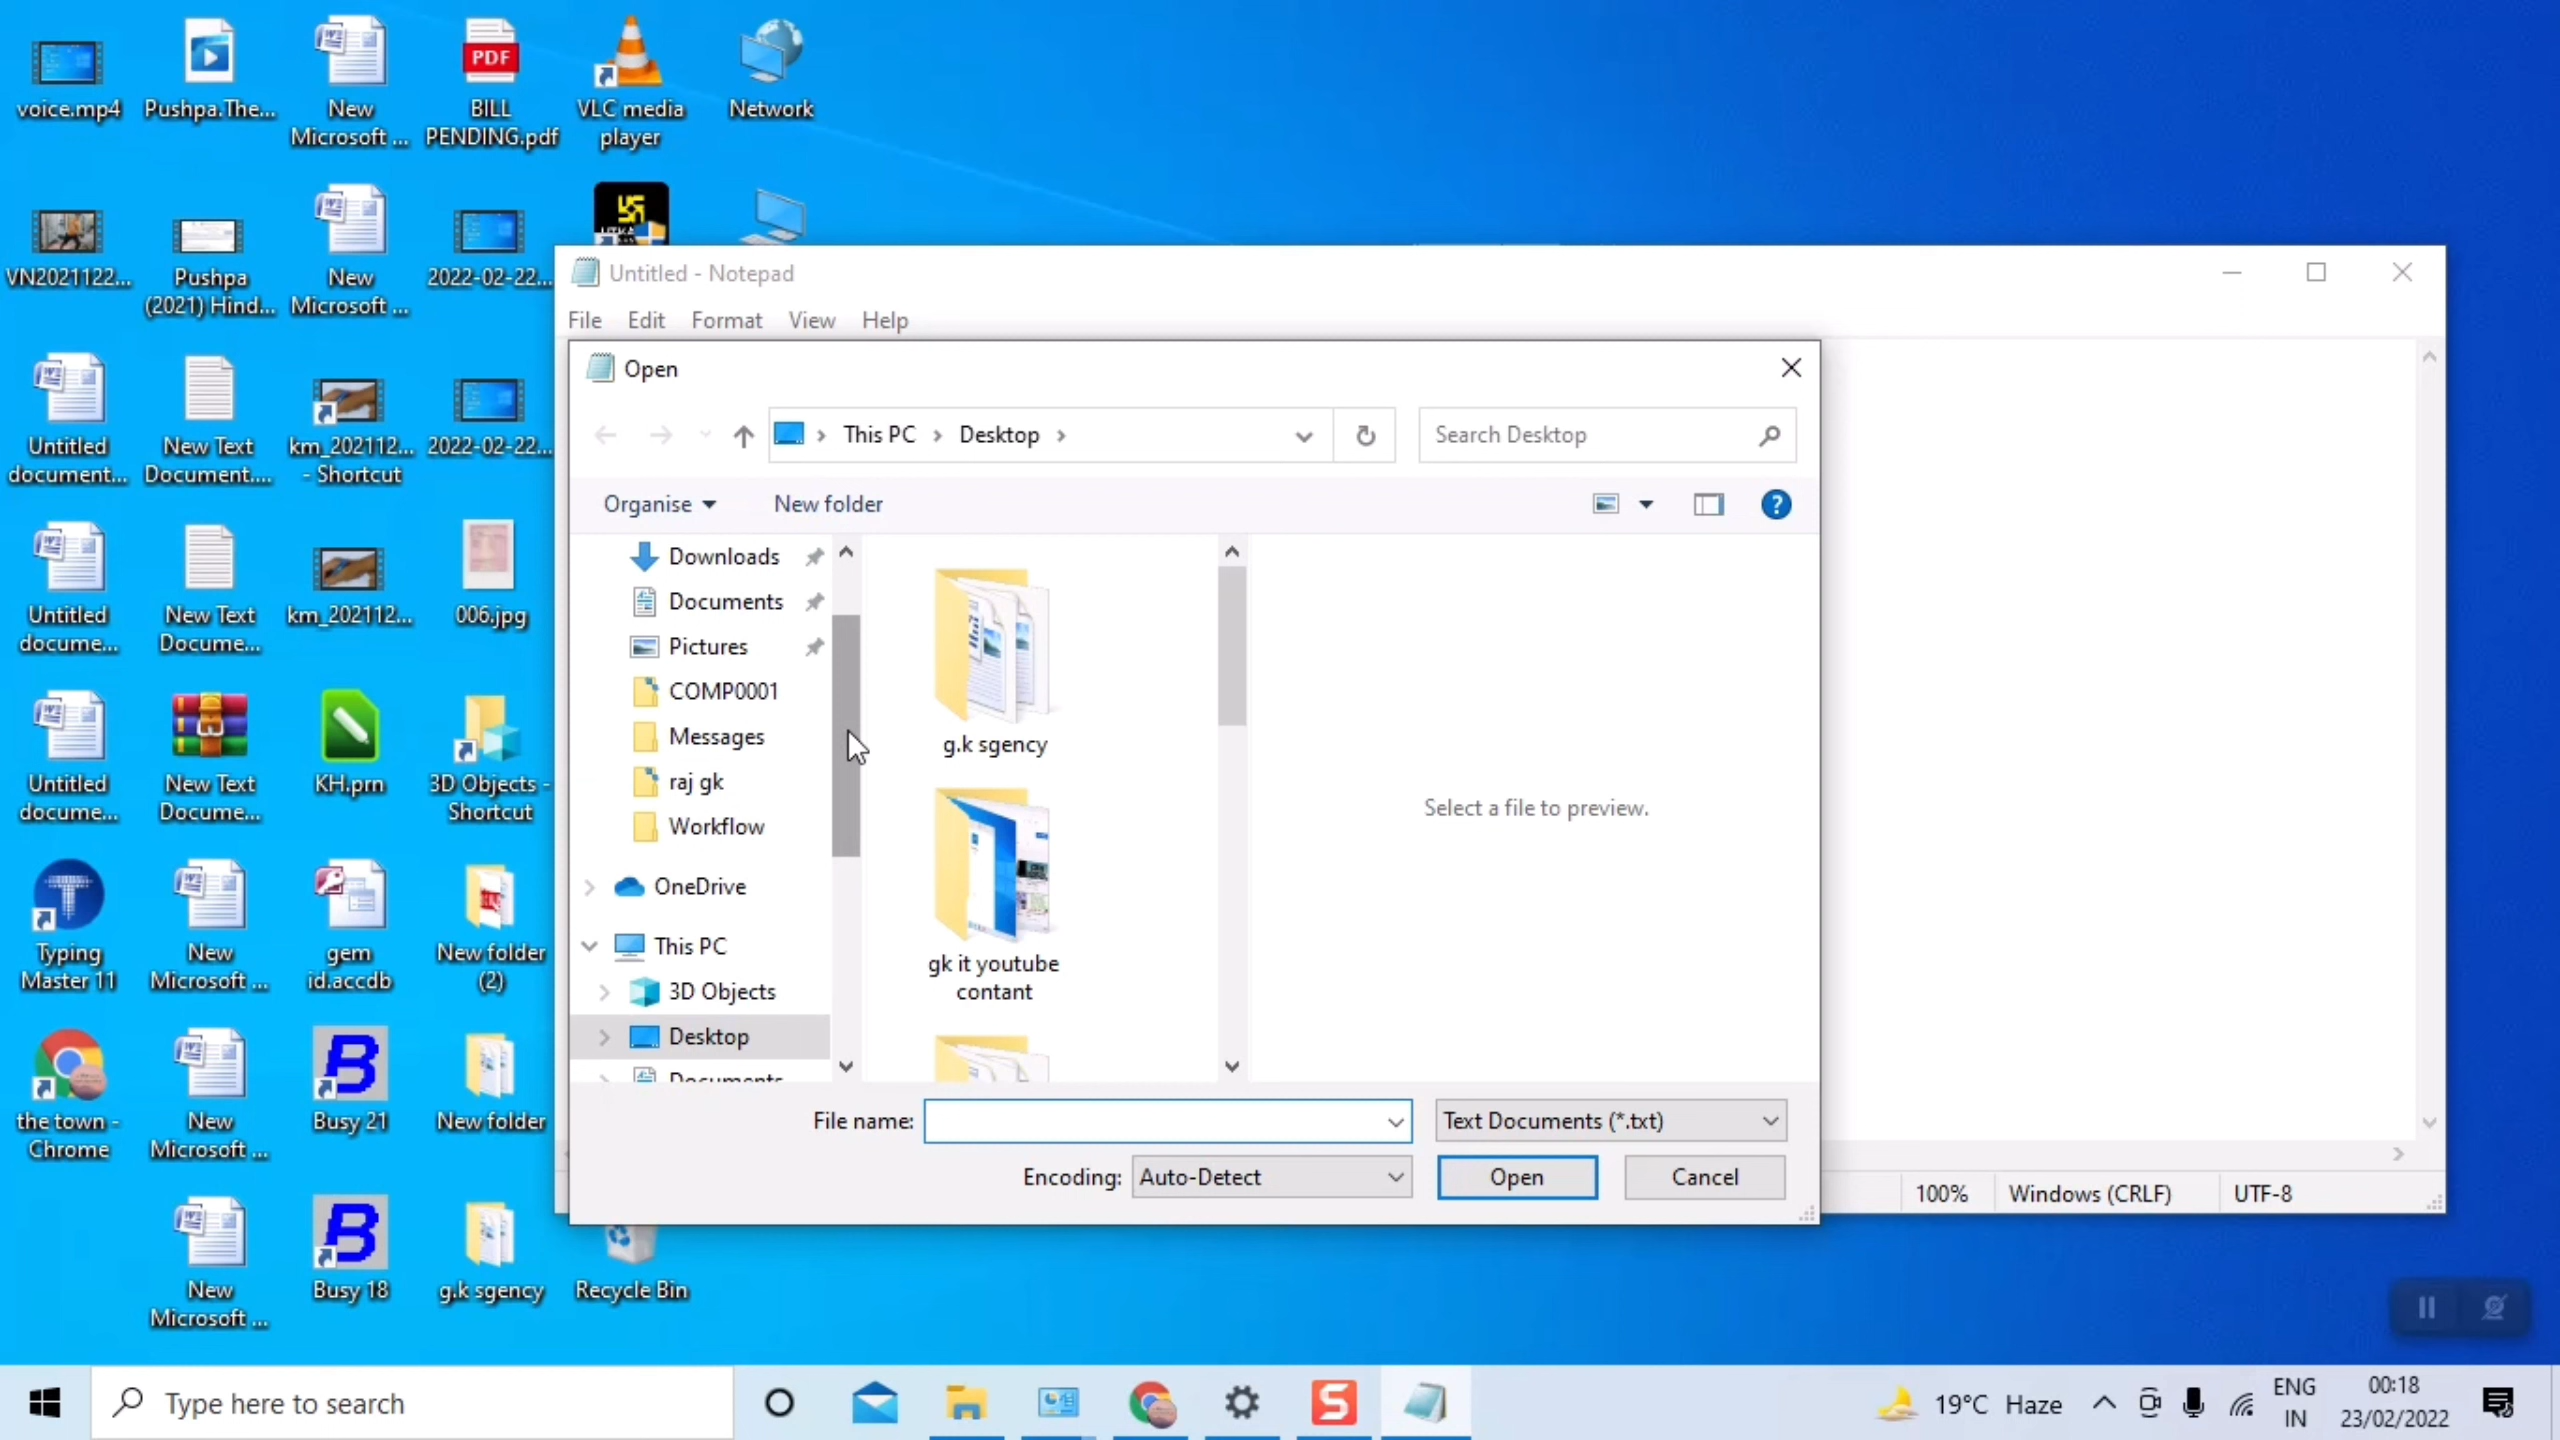 voice.mp4
Pushpa.The...
New
Microsoft ...
BILL
PENDING.pdf
VLC media
player
Network
VN2021122...
Pushpa
(2021) Hind...
New
Microsoft ...
2022-02-22...
Untitled
document...
New Text
Document....
km_202112...
- Shortcut
2022-02-22...
Untitled
docume...
New Text
Docume...
km_202112...
006.jpg
Untitled
docume...
New Text
Docume...
KH.prn
3D Objects -
Shortcut
Typing
Master 11
New
Microsoft ...
gem
id.accdb
New folder
(2)
the town -
Chrome
New
Microsoft ...
Busy 21
New folder
New
Microsoft ...
Busy 18
g.k sgency
Recycle Bin
Untitled - Notepad
File Edit Format View Help
Open
This PC > Desktop >
Search Desktop
Organise
New folder
Downloads
Documents
Pictures
COMP0001
Messages
raj gk
Workflow
OneDrive
This PC
3D Objects
Desktop
Documents
g.k sgency
gk it youtube
contant
Select a file to preview.
File name:
Text Documents (*.txt)
Encoding: Auto-Detect
Open
Cancel
100%
Windows (CRLF)
UTF-8
Type here to search
19°C Haze
ENG
IN
00:18
23/02/2022